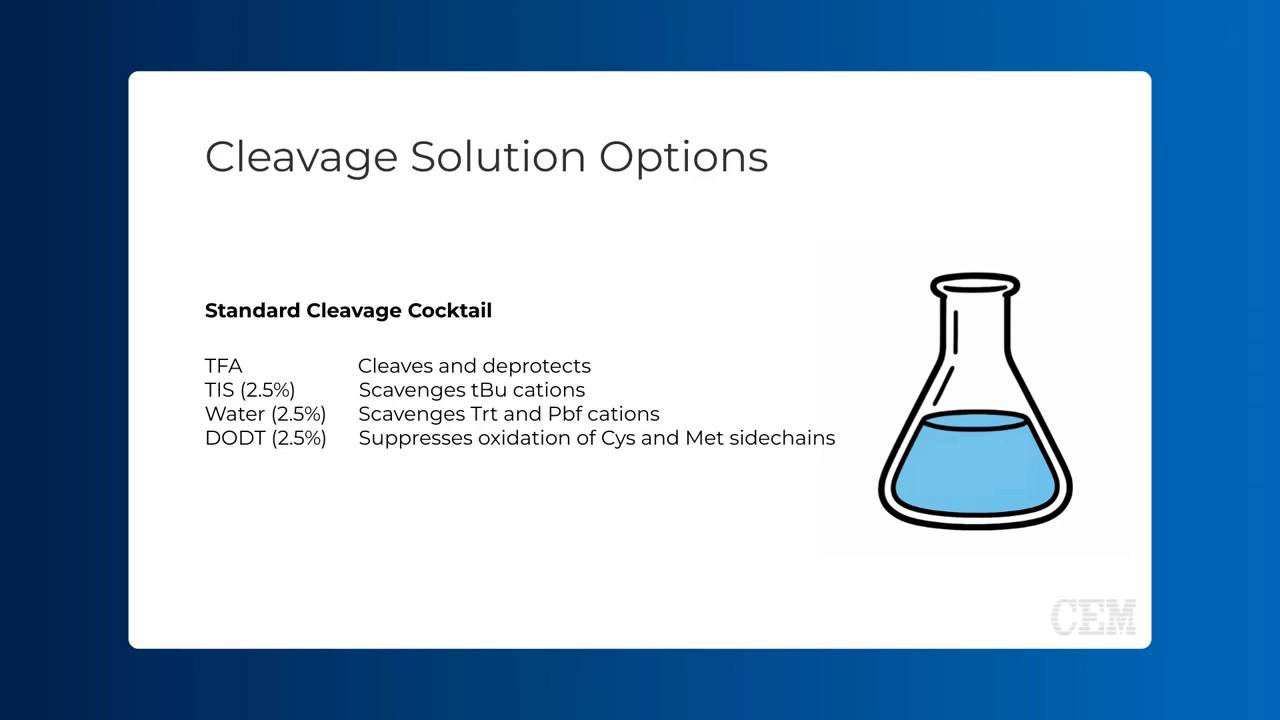 Cleavage Solution Options
Standard Cleavage Cocktail
TFA Cleaves and deprotects
TIS (2.5%) Scavenges tBu cations
Water (2.5%) Scavenges Trt and Pbf cations
DODT (2.5%) Suppresses oxidation of Cys and Met sidechains
CEM